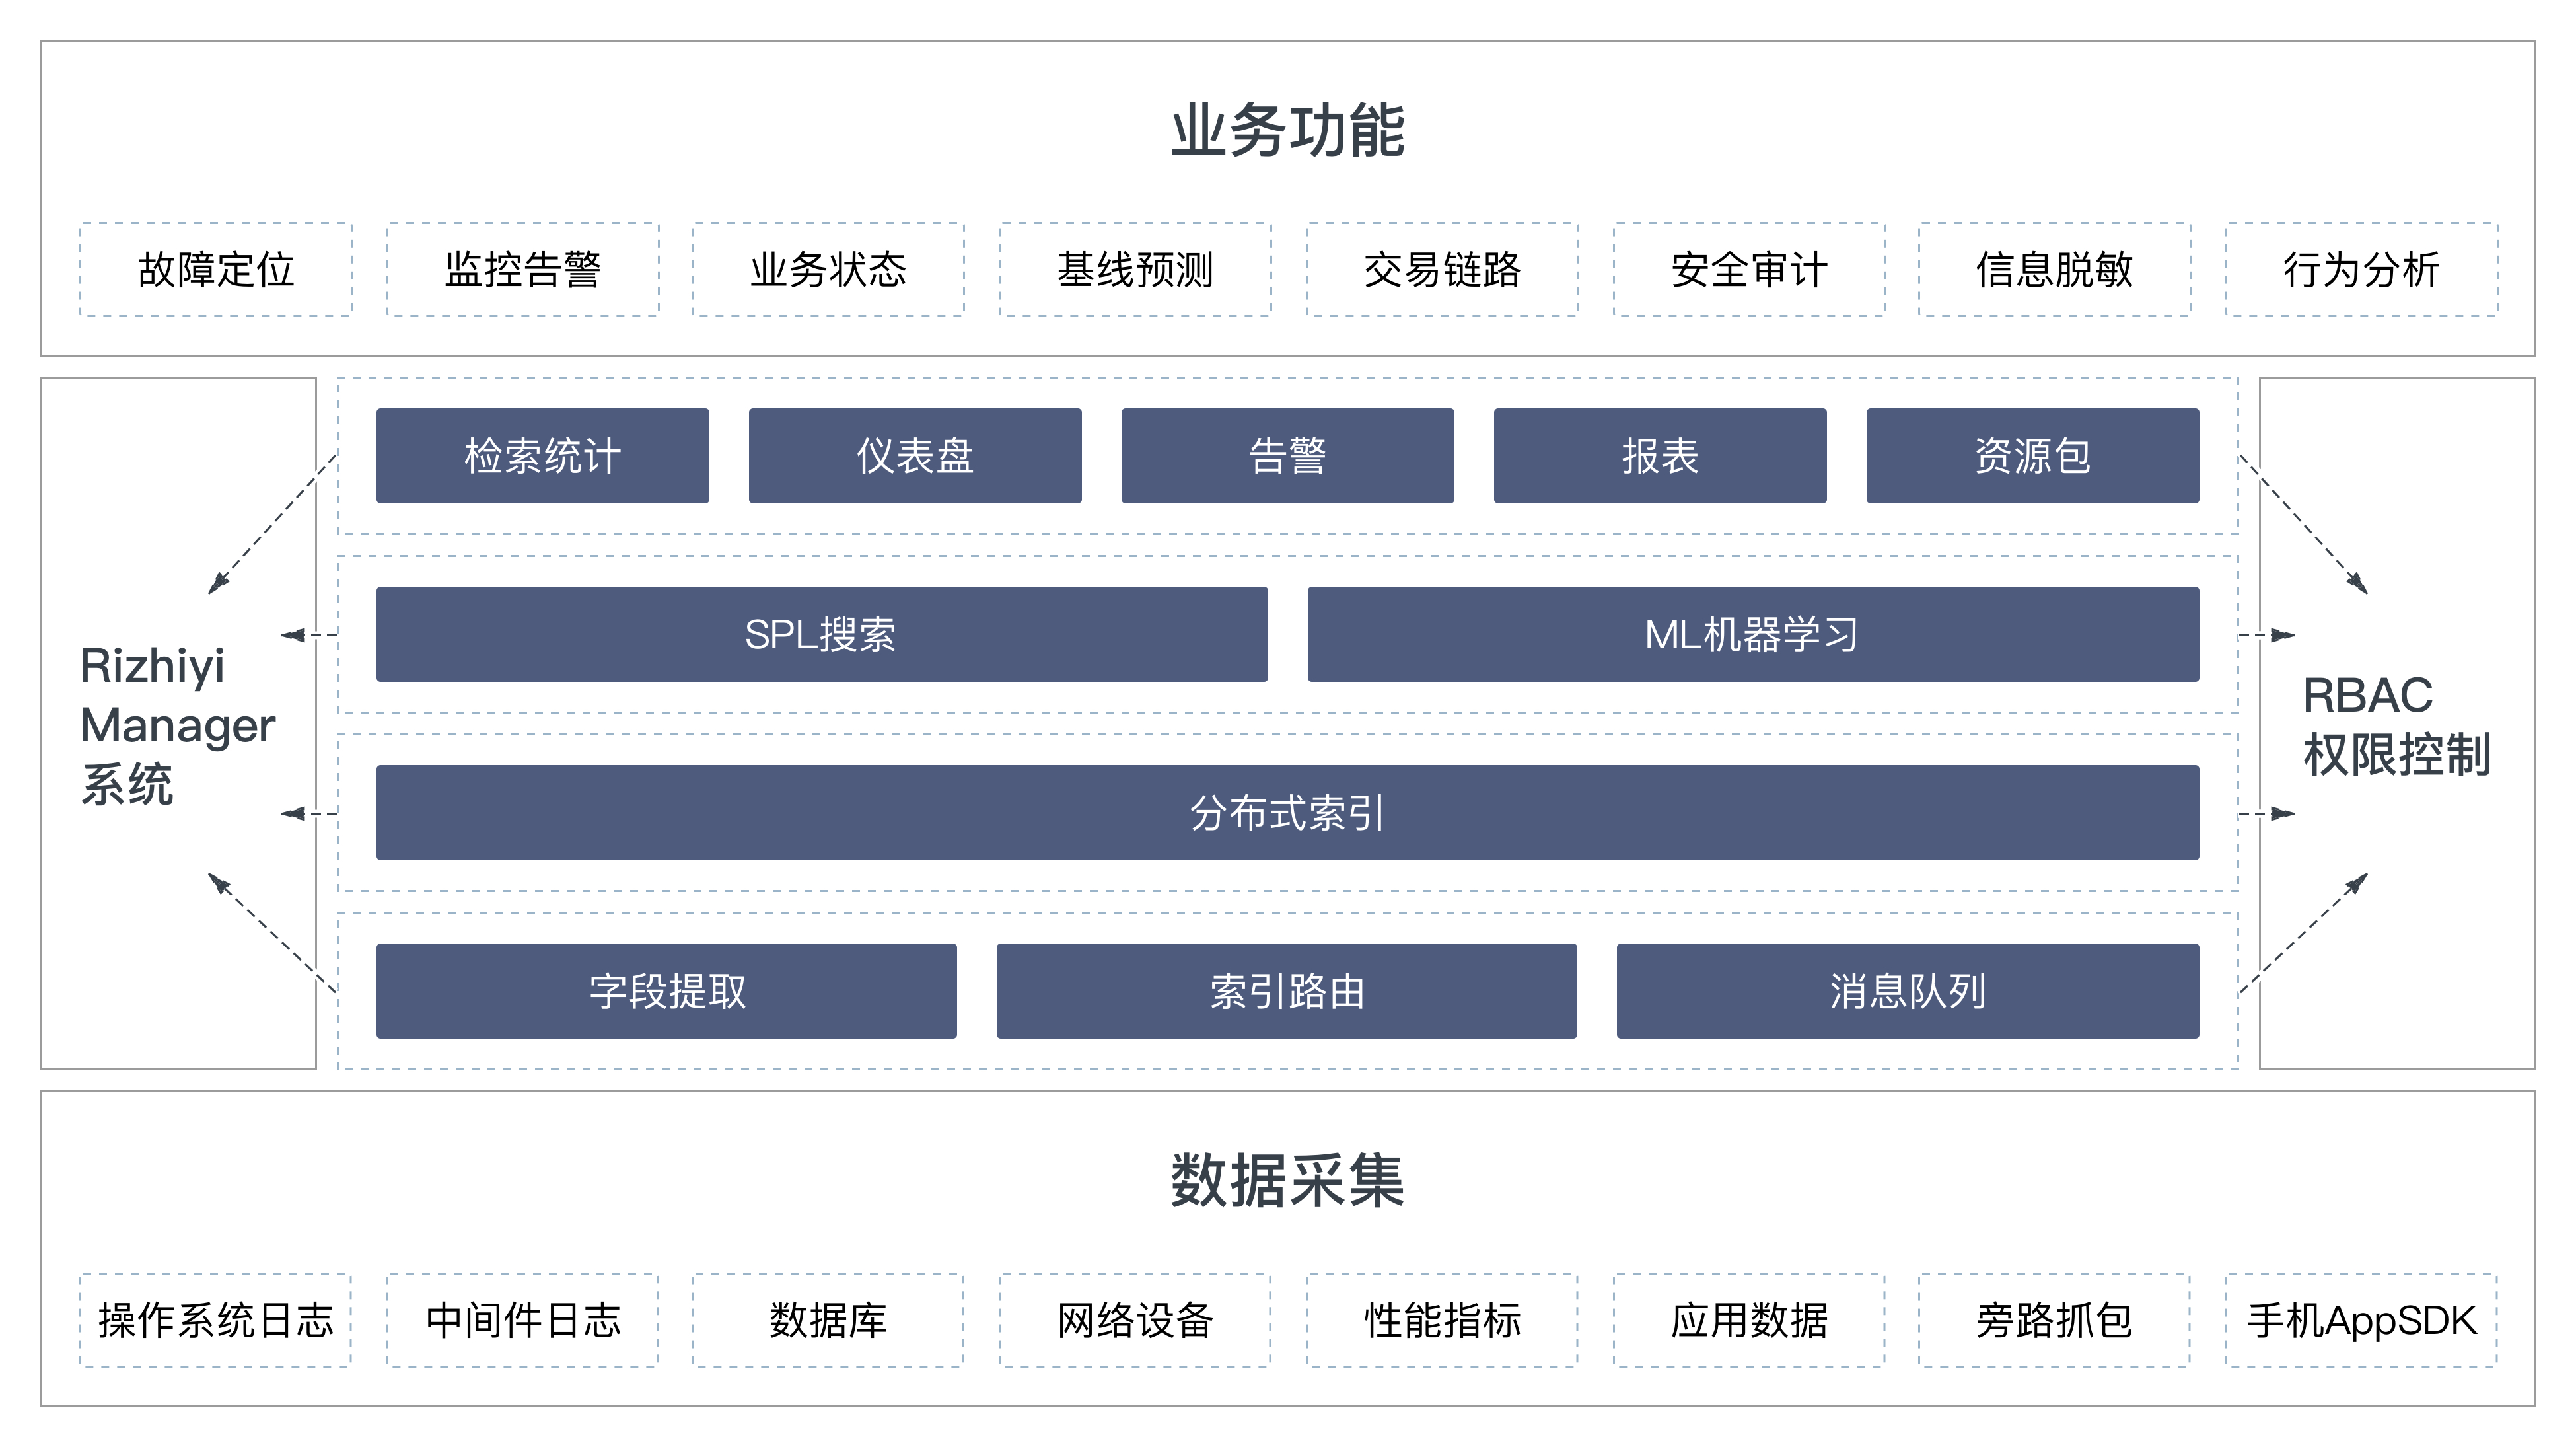 业务功能
故障定位
监控告警
业务状态
基线预测
交易链路
安全审计
信息脱敏
行为分析
Rizhiyi
Manager
系统
检索统计
仪表盘
告警
报表
资源包
SPL搜索
ML机器学习
分布式索引
字段提取
索引路由
消息队列
RBAC
权限控制
数据采集
操作系统日志
中间件日志
数据库
网络设备
性能指标
应用数据
旁路抓包
手机AppSDK